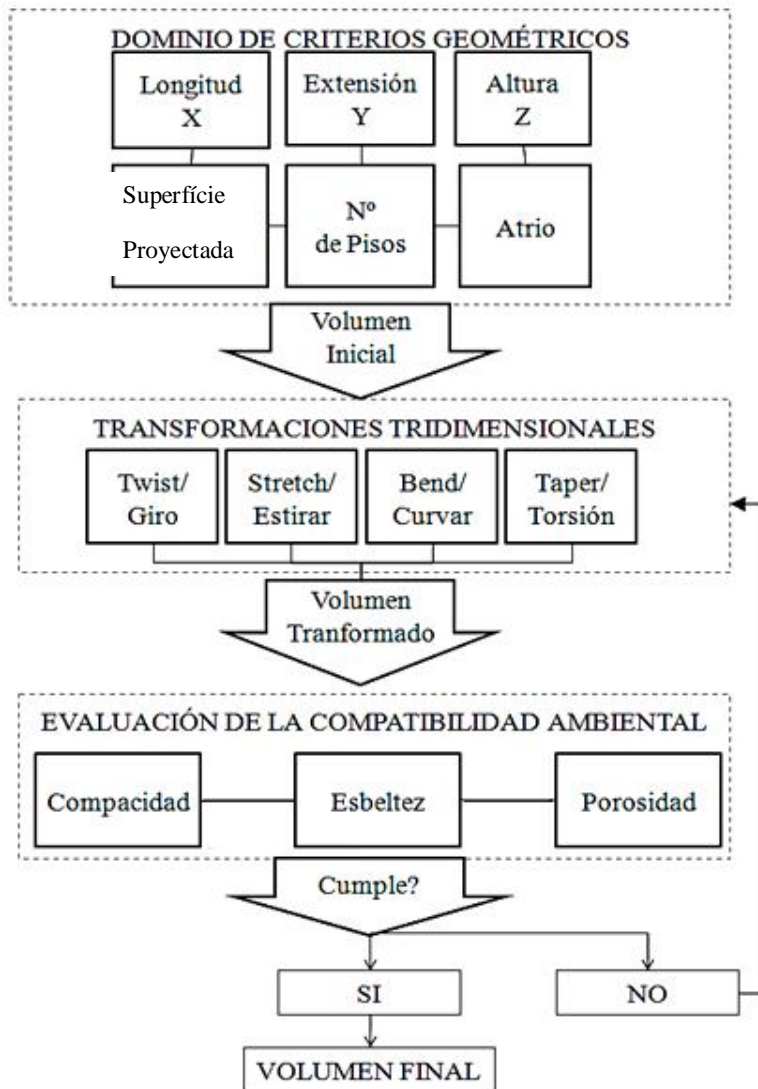 DOMINIO DE CRITERIOS GEOMÉTRICOS
Longitud
X
Extensión
Y
Altura
Z
Superfície
Proyectada
Nº
de Pisos
Atrio
Volumen
Inicial
TRANSFORMACIONES TRIDIMENSIONALES
Twist/
Giro
Stretch/
Estirar
Bend/
Curvar
Taper/
Torsión
Volumen
Tranformado
EVALUACIÓN DE LA COMPATIBILIDAD AMBIENTAL
Compacidad
Esbeltez
Porosidad
Cumple?
SI
NO
VOLUMEN FINAL